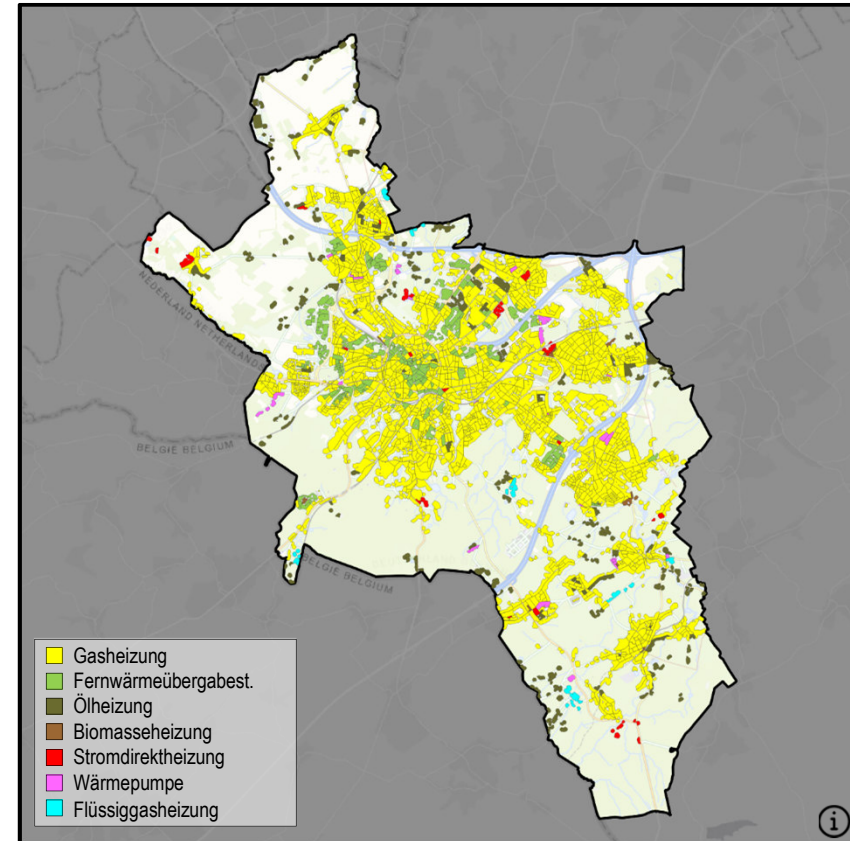 NEDERLAND NETHERLANDS
BELGIË BELGIUM
BELGIË BELGIUM
Gasheizung
Fernwärmeübergabest.
Ölheizung
Biomasseheizung
Stromdirektheizung
Wärmepumpe
Flüssiggasheizung
i